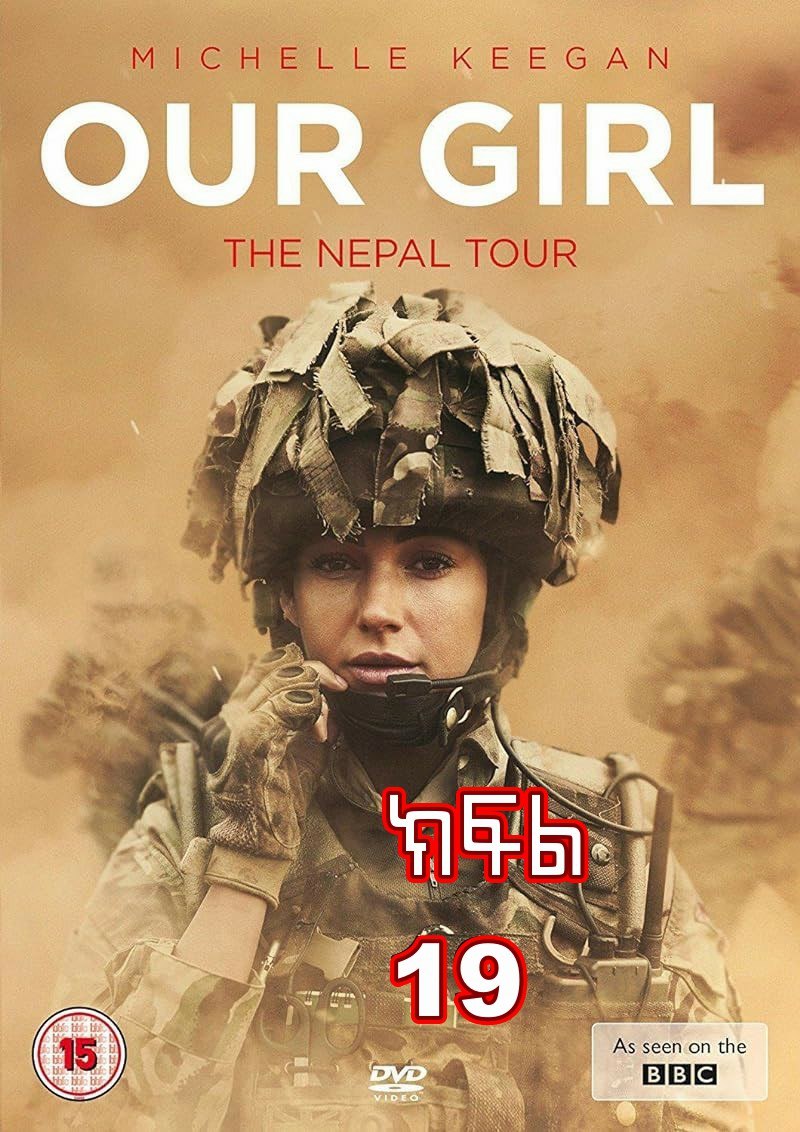 MICHELLE KEEGAN
OUR GIRL
THE NEPAL TOUR
ክፍል
19
15
DVD
VIDEO
As seen on the
BBC